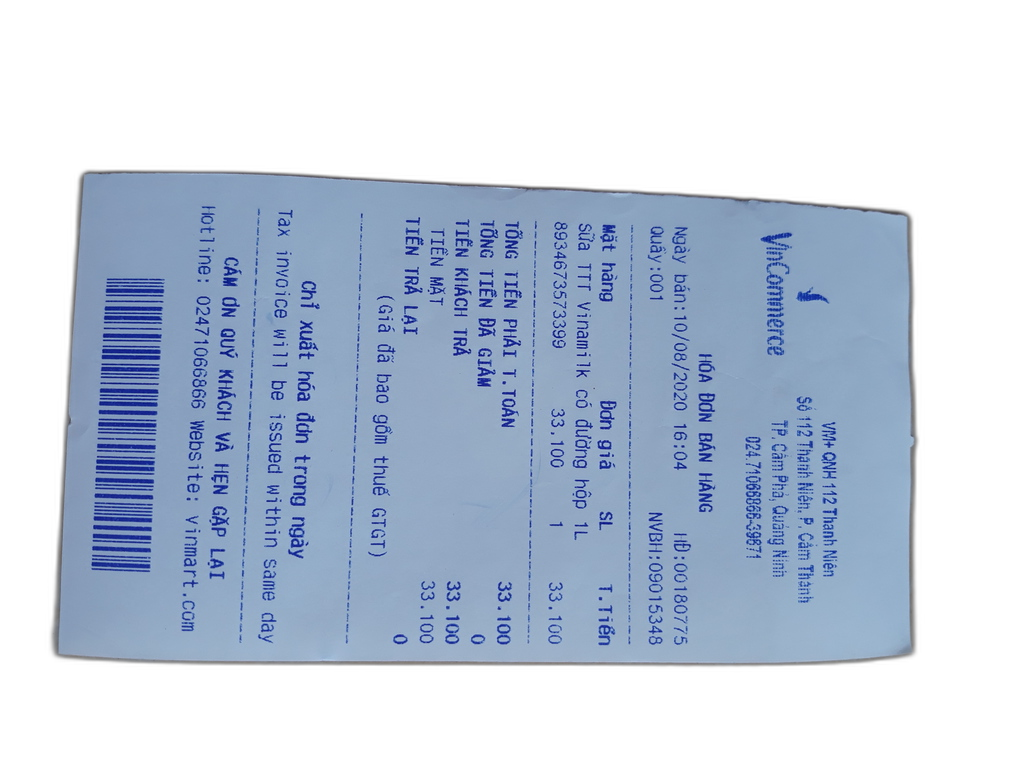 VinCommerce
VM+ QNH 112 Thanh Niên
Số 112 Thanh Niên, P. Cẩm Thành
TP. Cẩm Phả, Quảng Ninh
024.71066866-39871
HÓA ĐƠN BÁN HÀNG
Ngày bán:10/08/2020 16:04 HĐ:00180775
Quầy:001 NVBH:09015348
Mặt hàng Đơn giá SL T.Tiền
Sữa TTT Vinamilk có đường hộp 1L
8934673573399 33.100 1 33.100
TỔNG TIỀN PHẢI T.TOÁN 33.100
TỔNG TIỀN ĐÃ GIẢM 0
TIỀN KHÁCH TRẢ 33.100
TIỀN MẶT 33.100
TIỀN TRẢ LẠI 0
(Giá đã bao gồm thuế GTGT)
Chỉ xuất hóa đơn trong ngày
Tax invoice will be issued within same day
CẢM ƠN QUÝ KHÁCH VÀ HẸN GẶP LẠI
Hotline: 02471066866 Website: Vinmart.com